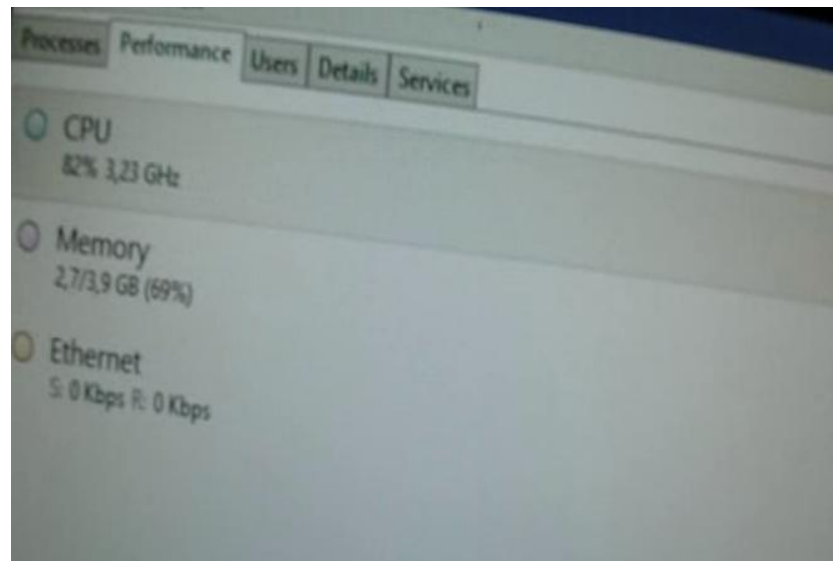 Processes Performance Users Details Services
CPU
82% 3,23 GHz
Memory
2,7/3,9 GB (69%)
Ethernet
S: 0 Kbps R: 0 Kbps